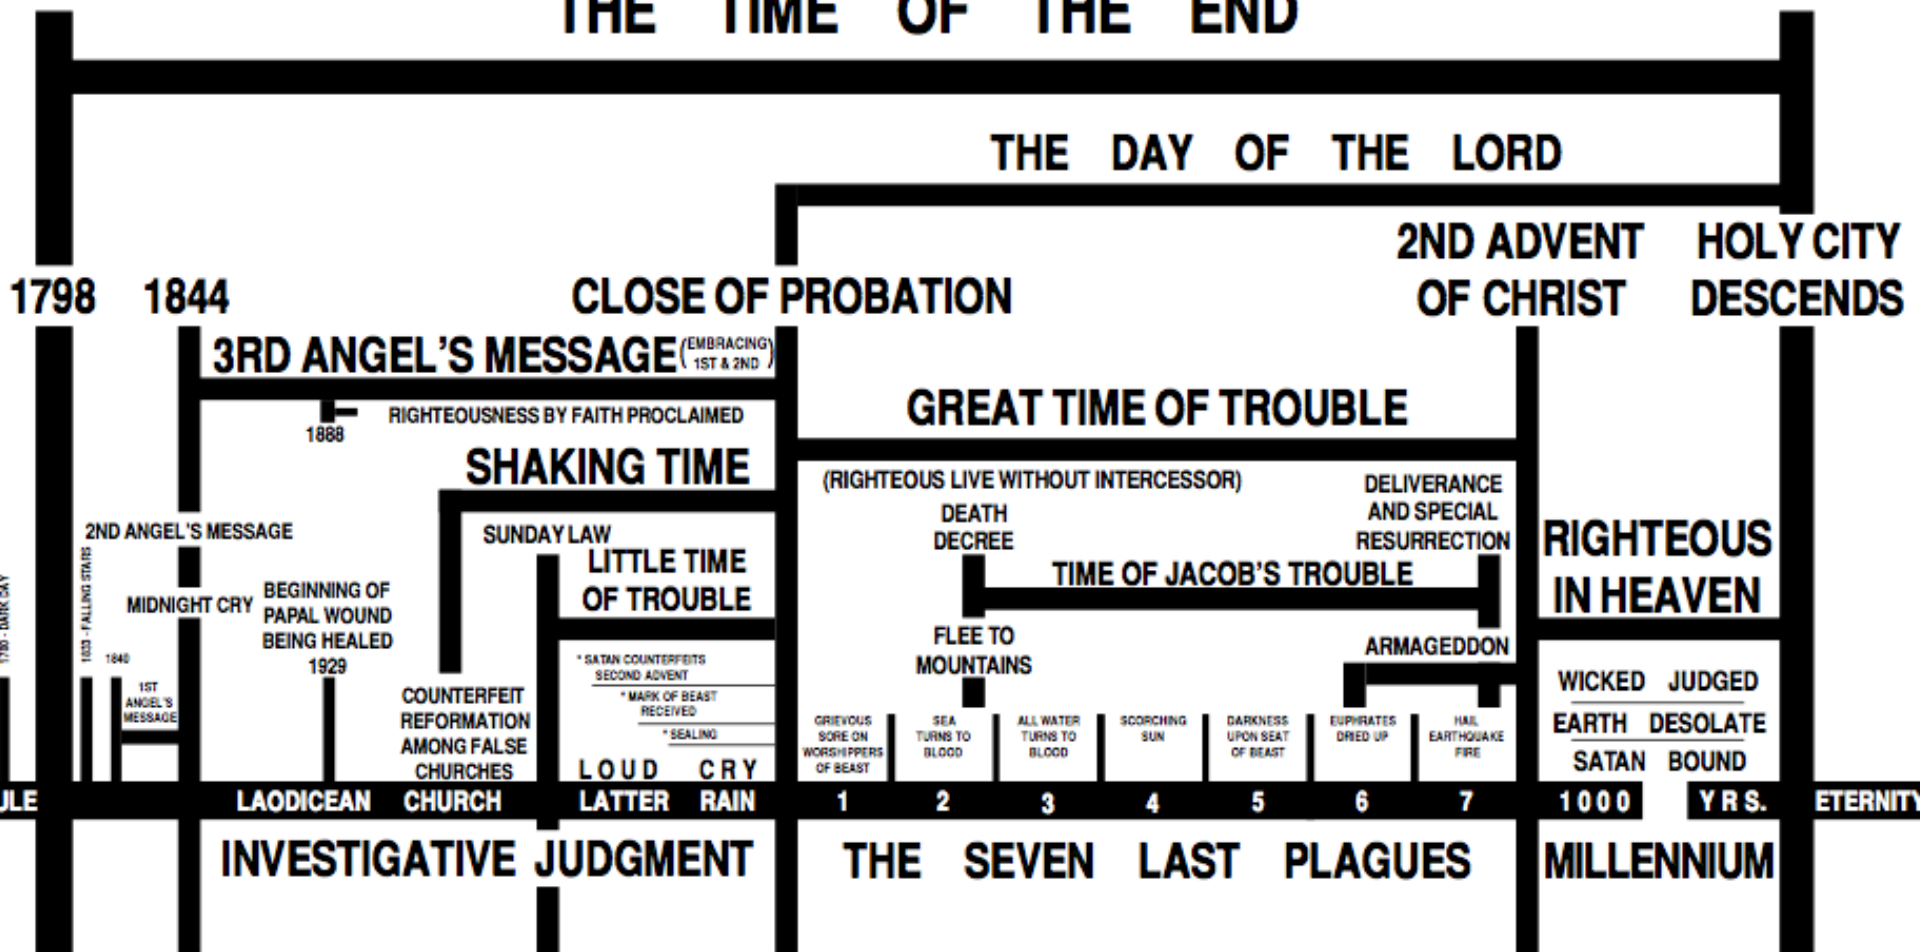 THE TIME OF THE END
THE DAY OF THE LORD
2ND ADVENT
OF CHRIST
HOLY CITY
DESCENDS
1798
1844
CLOSE OF PROBATION
3RD ANGEL'S MESSAGE
(EMBRACING
1ST & 2ND)
RIGHTEOUSNESS BY FAITH PROCLAIMED
1888
SHAKING TIME
GREAT TIME OF TROUBLE
(RIGHTEOUS LIVE WITHOUT INTERCESSOR)
DEATH
DECREE
DELIVERANCE
AND SPECIAL
RESURRECTION
2ND ANGEL'S MESSAGE
SUNDAY LAW
LITTLE TIME
OF TROUBLE
TIME OF JACOB'S TROUBLE
RIGHTEOUS
IN HEAVEN
1780 - DARK DAY
1833 - FALLING STARS
MIDNIGHT CRY
BEGINNING OF
PAPAL WOUND
BEING HEALED
1929
1840
1ST
ANGEL'S
MESSAGE
FLEE TO
MOUNTAINS
ARMAGEDDON
COUNTERFEIT
REFORMATION
AMONG FALSE
CHURCHES
* SATAN COUNTERFEITS
SECOND ADVENT
* MARK OF BEAST
RECEIVED
* SEALING
LOUD CRY
GRIEVOUS
SORE ON
WORSHIPPERS
OF BEAST
SEA
TURNS TO
BLOOD
ALL WATER
TURNS TO
BLOOD
SCORCHING
SUN
DARKNESS
UPON SEAT
OF BEAST
EUPHRATES
DRIED UP
HAIL
EARTHQUAKE
FIRE
WICKED JUDGED
EARTH DESOLATE
SATAN BOUND
ULE
LAODICEAN CHURCH
LATTER RAIN
1 2 3 4 5 6 7
1000 YRS.
ETERNITY
INVESTIGATIVE JUDGMENT
THE SEVEN LAST PLAGUES
MILLENNIUM